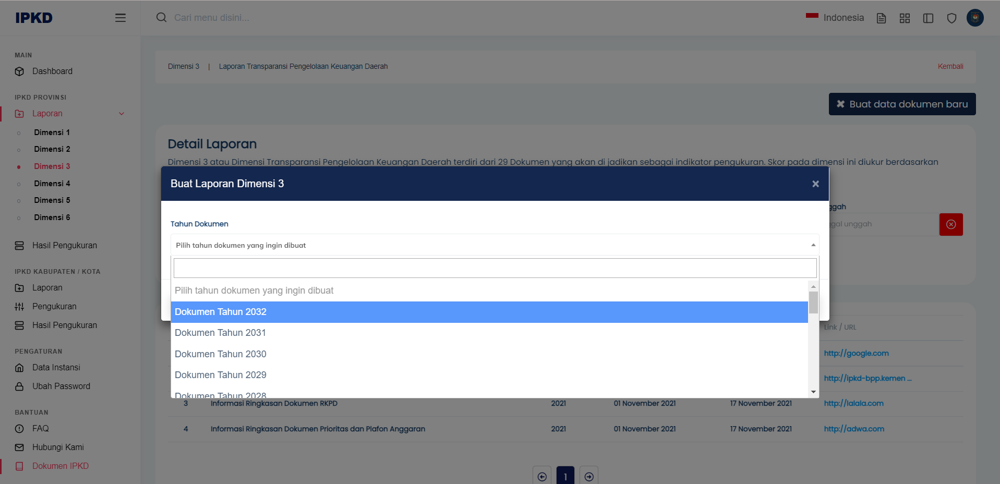 IPKD
Cari menu disini...
Indonesia
MAIN
Dashboard
IPKD PROVINSI
Laporan
Dimensi 1
Dimensi 2
Dimensi 3
Dimensi 4
Dimensi 5
Dimensi 6
Hasil Pengukuran
IPKD KABUPATEN / KOTA
Laporan
Pengukuran
Hasil Pengukuran
PENGATURAN
Data Instansi
Ubah Password
BANTUAN
FAQ
Hubungi Kami
Dokumen IPKD
Dimensi 3 | Laporan Transparansi Pengelolaan Keuangan Daerah Kembali
Buat data dokumen baru
Detail Laporan
Dimensi 3 atau Dimensi Transparansi Pengelolaan Keuangan Daerah terdiri dari 29 Dokumen yang akan di jadikan sebagai indikator pengukuran. Skor pada dimensi ini diukur berdasarkan
Buat Laporan Dimensi 3
Tahun Dokumen
Pilih tahun dokumen yang ingin dibuat
Pilih tahun dokumen yang ingin dibuat
Dokumen Tahun 2032
Dokumen Tahun 2031
Dokumen Tahun 2030
Dokumen Tahun 2029
Dokumen Tahun 2028
unggah
Link / URL
http://google.com
http://ipkd-bpp.kemen ...
3 Informasi Ringkasan Dokumen RKPD 2021 01 November 2021 17 November 2021 http://lalala.com
4 Informasi Ringkasan Dokumen Prioritas dan Plafon Anggaran 2021 01 November 2021 17 November 2021 http://adwa.com
1